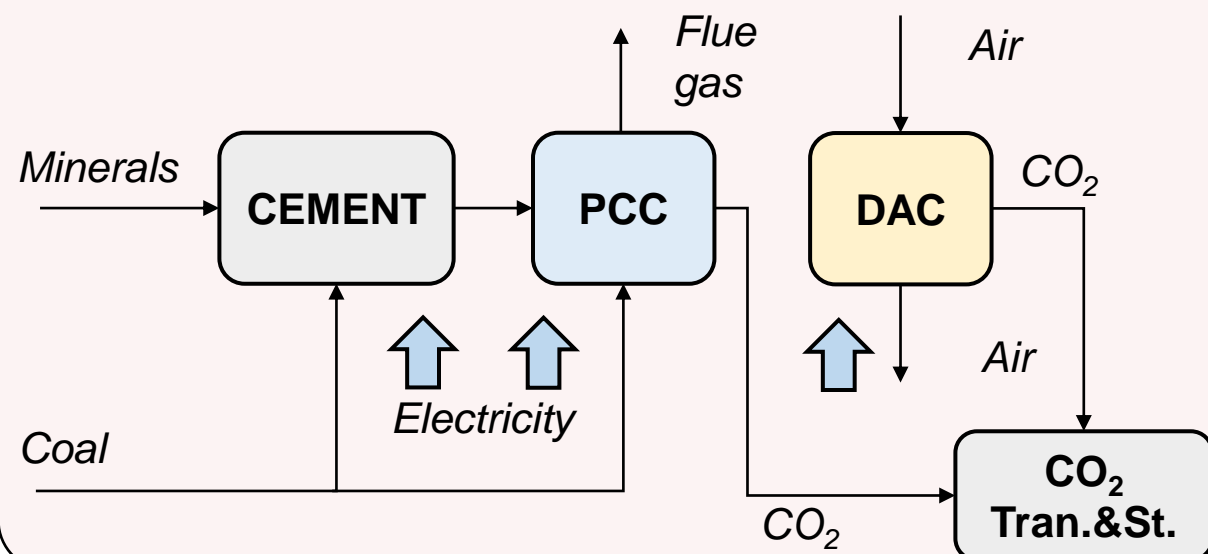 Flue
gas
Air
Minerals
CEMENT
PCC
DAC
CO₂
Air
Electricity
Coal
CO₂
CO₂
Tran.&St.